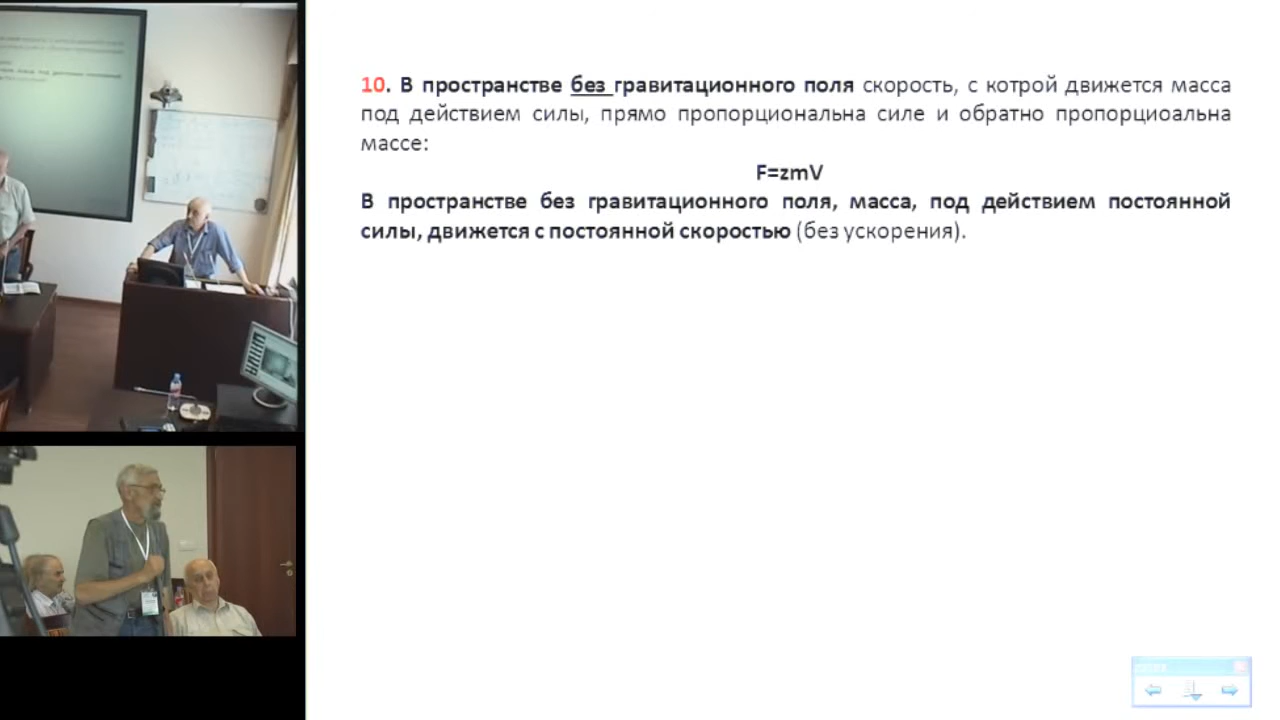 10. В пространстве без гравитационного поля скорость, с котрой движется масса
под действием силы, прямо пропорциональна силе и обратно пропорциоальна
массе:
F=zmV
В пространстве без гравитационного поля, масса, под действием постоянной
силы, движется с постоянной скоростью (без ускорения).